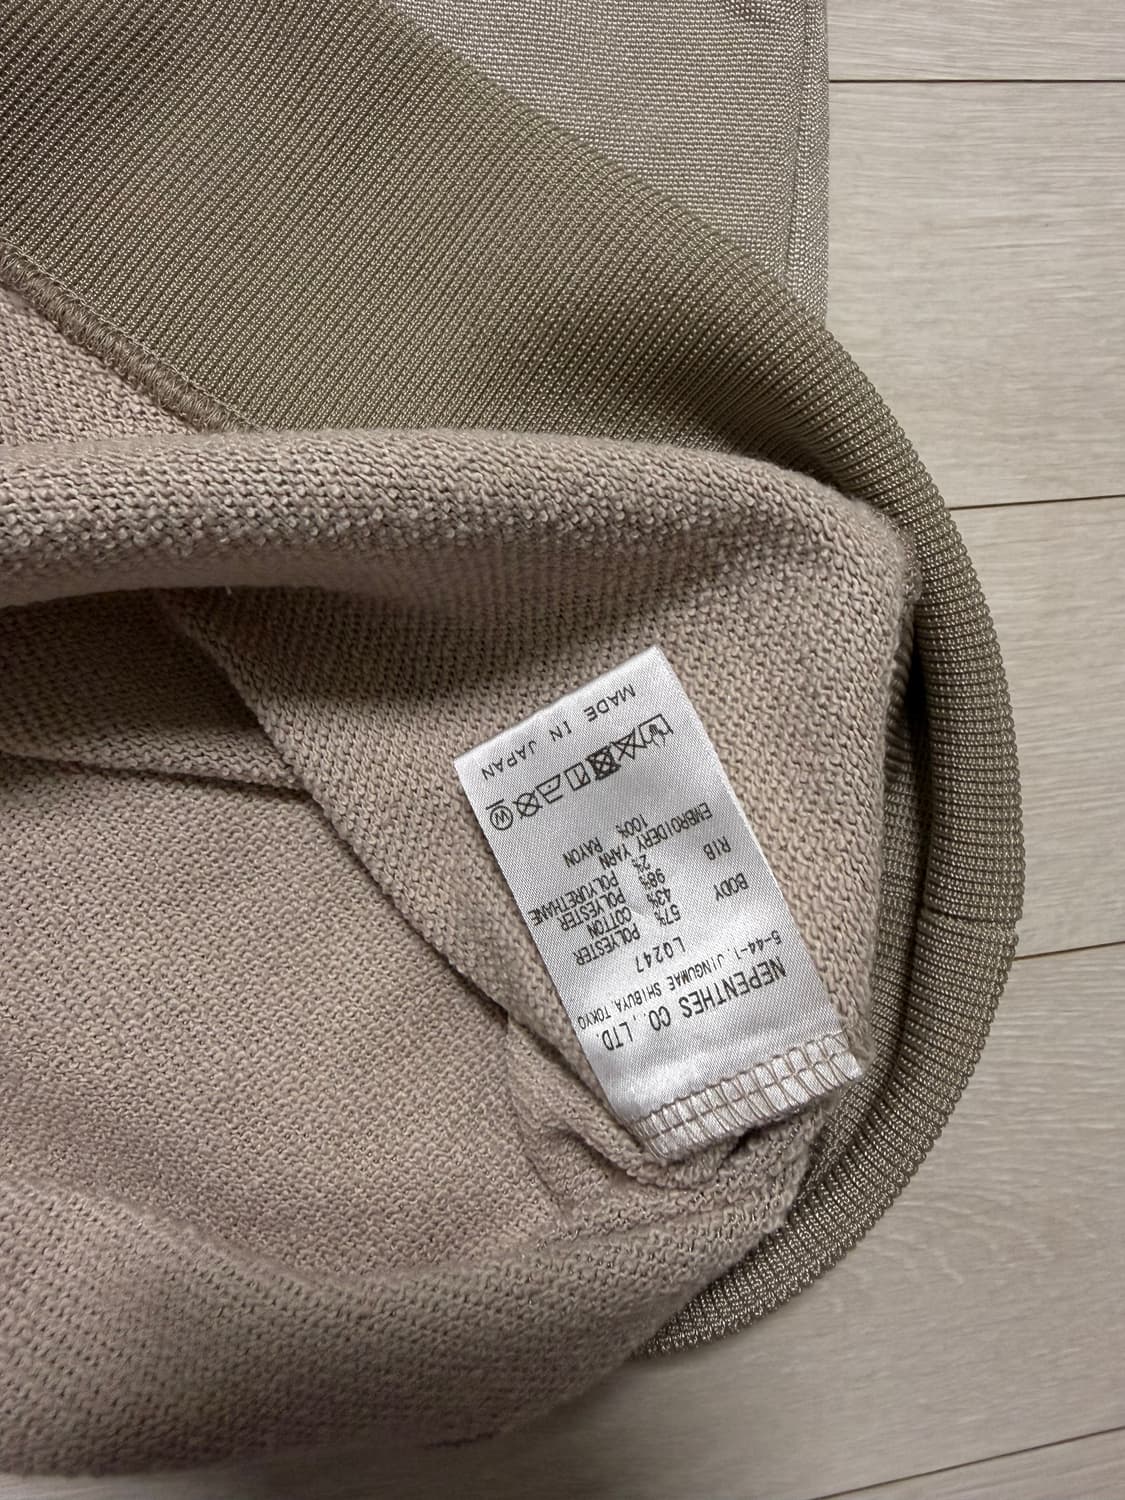 NEPENTHES CO.,LTD.
5-44-1,JINGUMAE SHIBUYA,TOKYO
LQ247
BODY 57% POLYESTER
43% COTTON
RIB 98% POLYESTER
2% POLYURETHANE
EMBROIDERY YARN
100% RAYON
W
MADE IN JAPAN